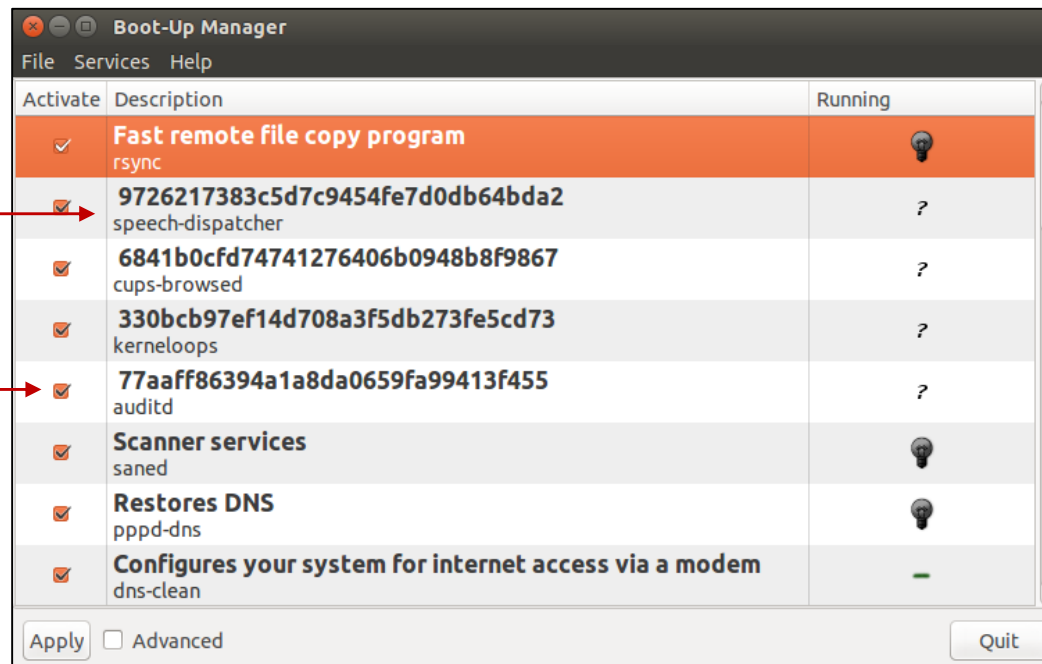 Boot-Up Manager
File Services Help
Activate Description Running
Fast remote file copy program
rsync
9726217383c5d7c9454fe7d0db64bda2
speech-dispatcher
?
6841b0cfd74741276406b0948b8f9867
cups-browsed
?
330bcb97ef14d708a3f5db273fe5cd73
kerneloops
?
77aaff86394a1a8da0659fa99413f455
auditd
?
Scanner services
saned
Restores DNS
pppd-dns
Configures your system for internet access via a modem
dns-clean
Apply Advanced Quit